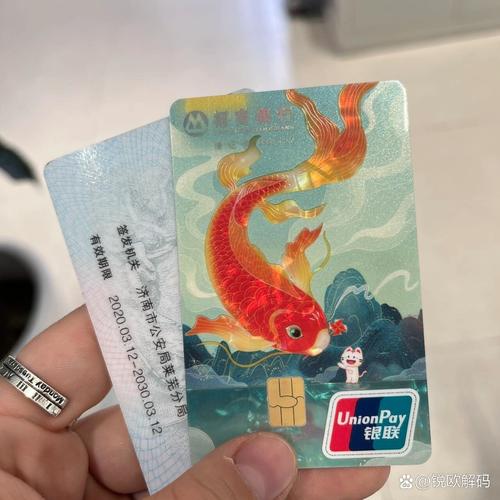 招商银行
签发机关 济南市公安局莱芜分局
有效期限 2020.03.12-2030.03.12
UnionPay
银联
@锐欧解码